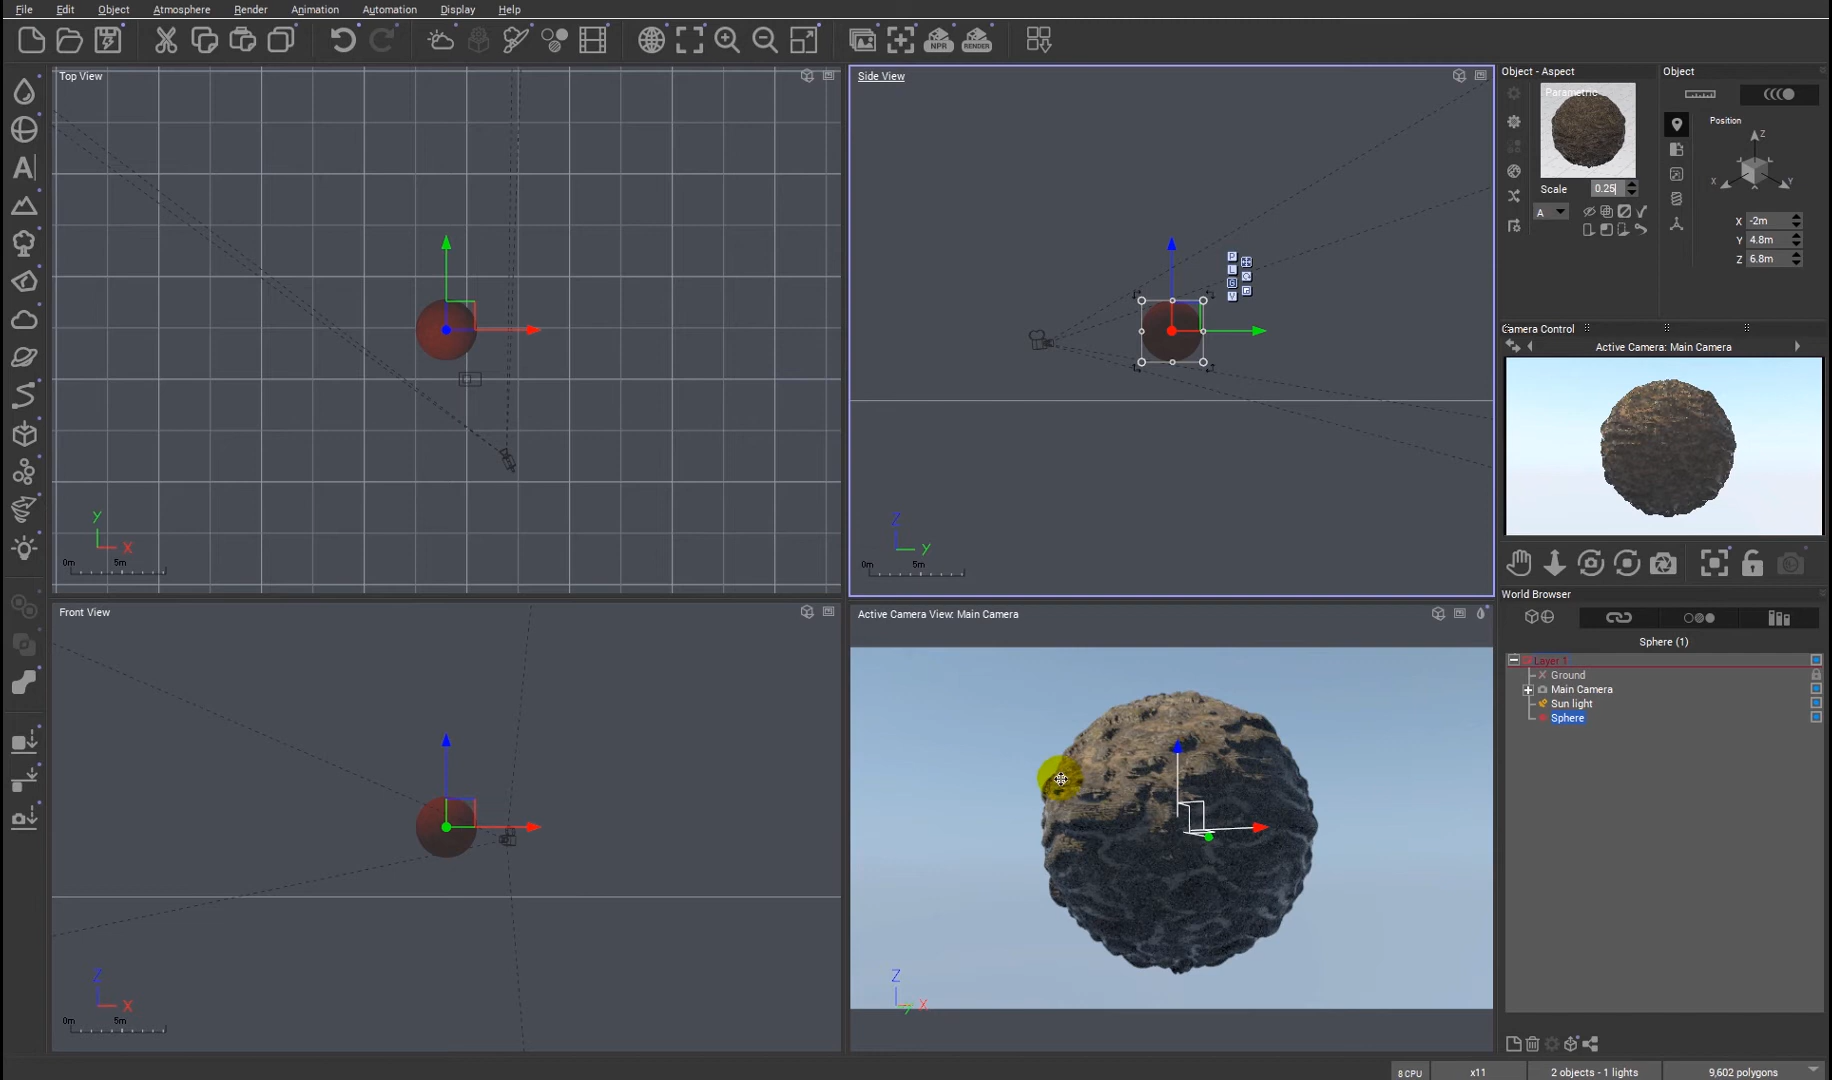 File Edit Object Atmosphere Render Animation Automation Display Help
NPR RENDER
Top View
Side View
Object - Aspect
Object
Parametric
Position
Z
X Y
Scale 0.25
A
X -2m
Y 4.8m
Z 6.8m
P
L
G
V
Camera Control
Active Camera: Main Camera
A
Y
X
0m 5m
Z
Y
0m 5m
World Browser
Sphere (1)
Layer 1
Ground
Main Camera
Sun light
Sphere
Front View
Active Camera View: Main Camera
Z
X
0m 5m
Z
X
Y
8 CPU x11 2 objects - 1 lights 9,602 polygons